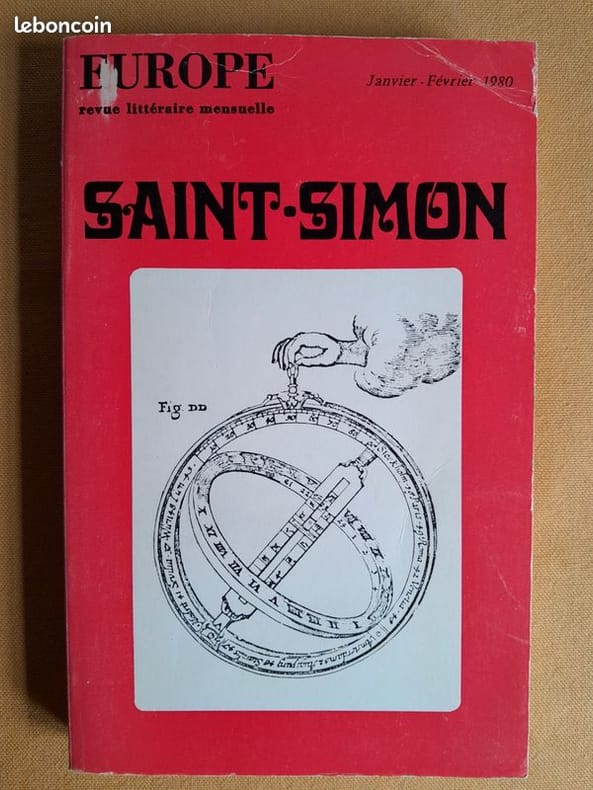 leboncoin
EUROPE
revue littéraire mensuelle
Janvier - Février 1980
SAINT-SIMON
Fig. DD